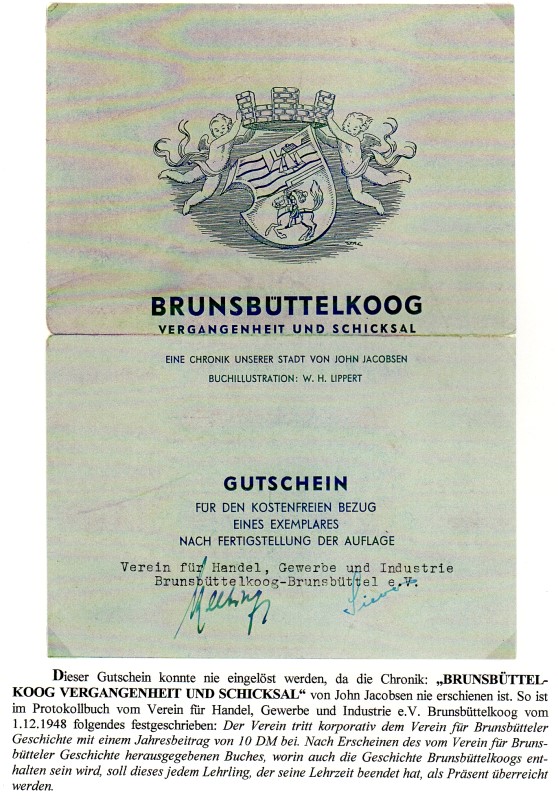 BRUNSBÜTTELKOOG
VERGANGENHEIT UND SCHICKSAL
EINE CHRONIK UNSERER STADT VON JOHN JACOBSEN
BUCHILLUSTRATION: W. H. LIPPERT
GUTSCHEIN
FÜR DEN KOSTENFREIEN BEZUG
EINES EXEMPLARES
NACH FERTIGSTELLUNG DER AUFLAGE
Verein für Handel, Gewerbe und Industrie
Brunsbüttelkoog-Brunsbüttel e.V.
Dieser Gutschein konnte nie eingelöst werden, da die Chronik: „BRUNSBÜTTEL-
KOOG VERGANGENHEIT UND SCHICKSAL“ von John Jacobsen nie erschienen ist. So ist
im Protokollbuch vom Verein für Handel, Gewerbe und Industrie e.V. Brunsbüttelkoog vom
1.12.1948 folgendes festgeschrieben: Der Verein tritt korporativ dem Verein für Brunsbütteler
Geschichte mit einem Jahresbeitrag von 10 DM bei. Nach Erscheinen des vom Verein für Bruns-
bütteler Geschichte herausgegebenen Buches, worin auch die Geschichte Brunsbüttelkoogs ent-
halten sein wird, soll dieses jedem Lehrling, der seine Lehrzeit beendet hat, als Präsent überreicht
werden.